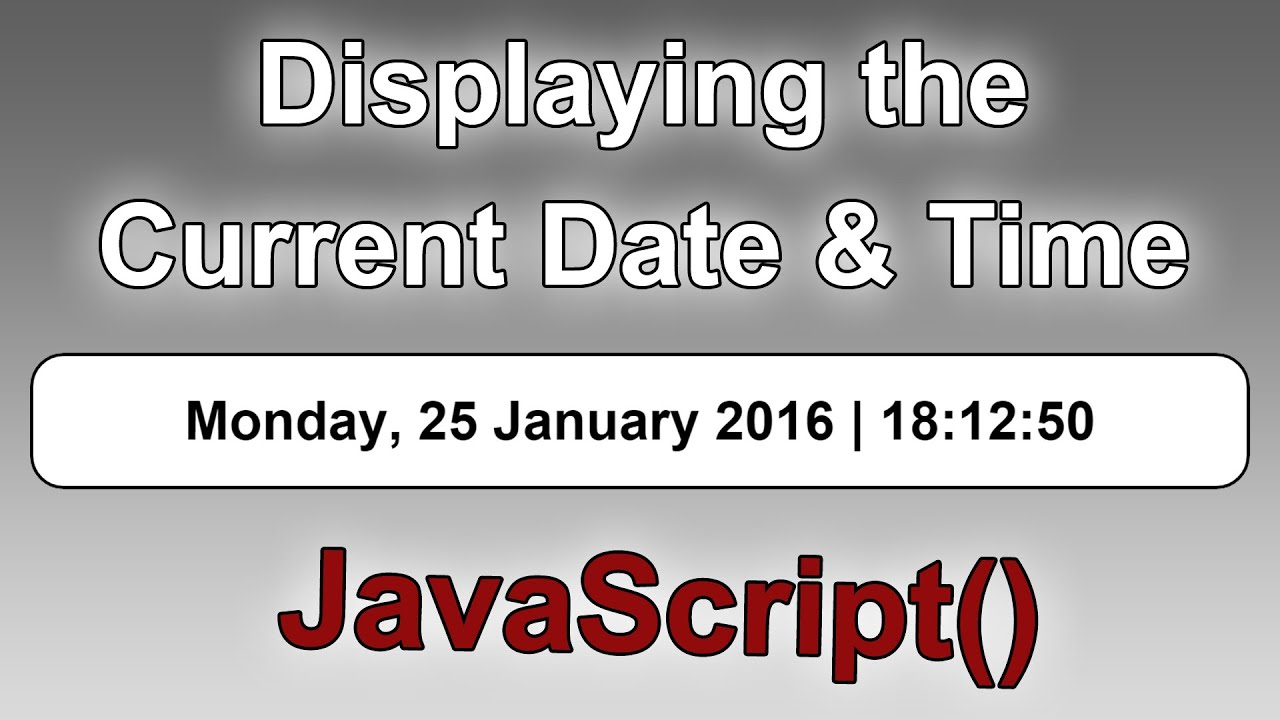 Displaying the
Current Date & Time
Monday, 25 January 2016 | 18:12:50
JavaScript()